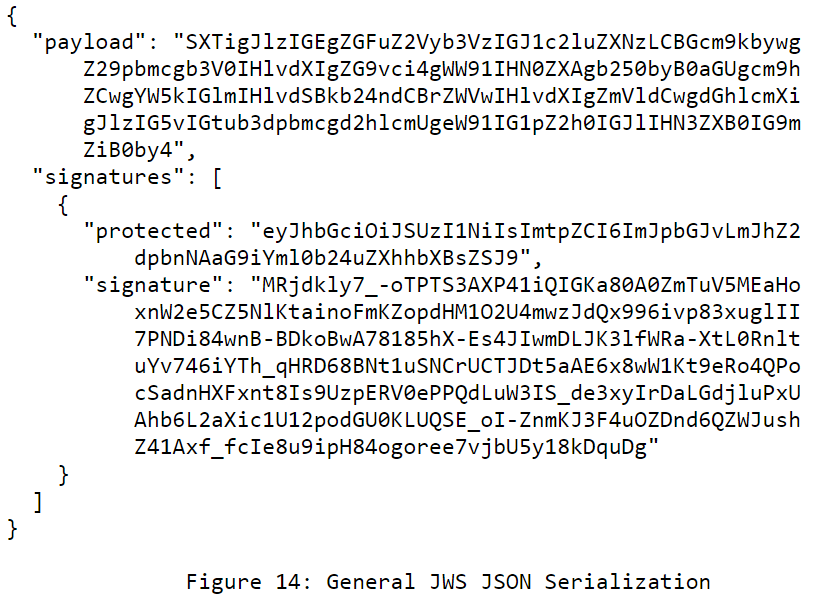 {
  "payload": "SXTigJlzIGEgZGFuZ2Vyb3VzIGJ1c2luZXNzLCBGcm9kbywg
      Z29pbmcgb3V0IHlvdXIgZG9vci4gWW91IHN0ZXAgb250byB0aGUgcm9h
      ZCwgYW5kIGlmIHlvdSBkb24ndCBrZWVwIHlvdXIgZmVldCwgdGhlcmXi
      gJlzIG5vIGtub3dpbmcgd2hlcmUgeW91IG1pZ2h0IGJlIHN3ZXB0IG9m
      ZiB0by4",
  "signatures": [
    {
      "protected": "eyJhbGciOiJSUzI1NiIsImtpZCI6ImJpbGJvLmJhZ2
          dpbnNAaG9iYml0b24uZXhhbXBsZSJ9",
      "signature": "MRjdkly7_-oTPTS3AXP41iQIGKa80A0ZmTuV5MEaHo
          xnW2e5CZ5NlKtainoFmKZopdHM1O2U4mwzJdQx996ivp83xuglII
          7PNDi84wnB-BDkoBwA78185hX-Es4JIwmDLJK3lfWRa-XtL0Rnlt
          uYv746iYTh_qHRD68BNt1uSNCrUCTJDt5aAE6x8wW1Kt9eRo4QPo
          cSadnHXFxnt8Is9UzpERV0ePPQdLuW3IS_de3xyIrDaLGdjluPxU
          Ahb6L2aXic1U12podGU0KLUQSE_oI-ZnmKJ3F4uOZDnd6QZWJush
          Z41Axf_fcIe8u9ipH84ogoree7vjbU5y18kDquDg"
    }
  ]
}
Figure 14: General JWS JSON Serialization